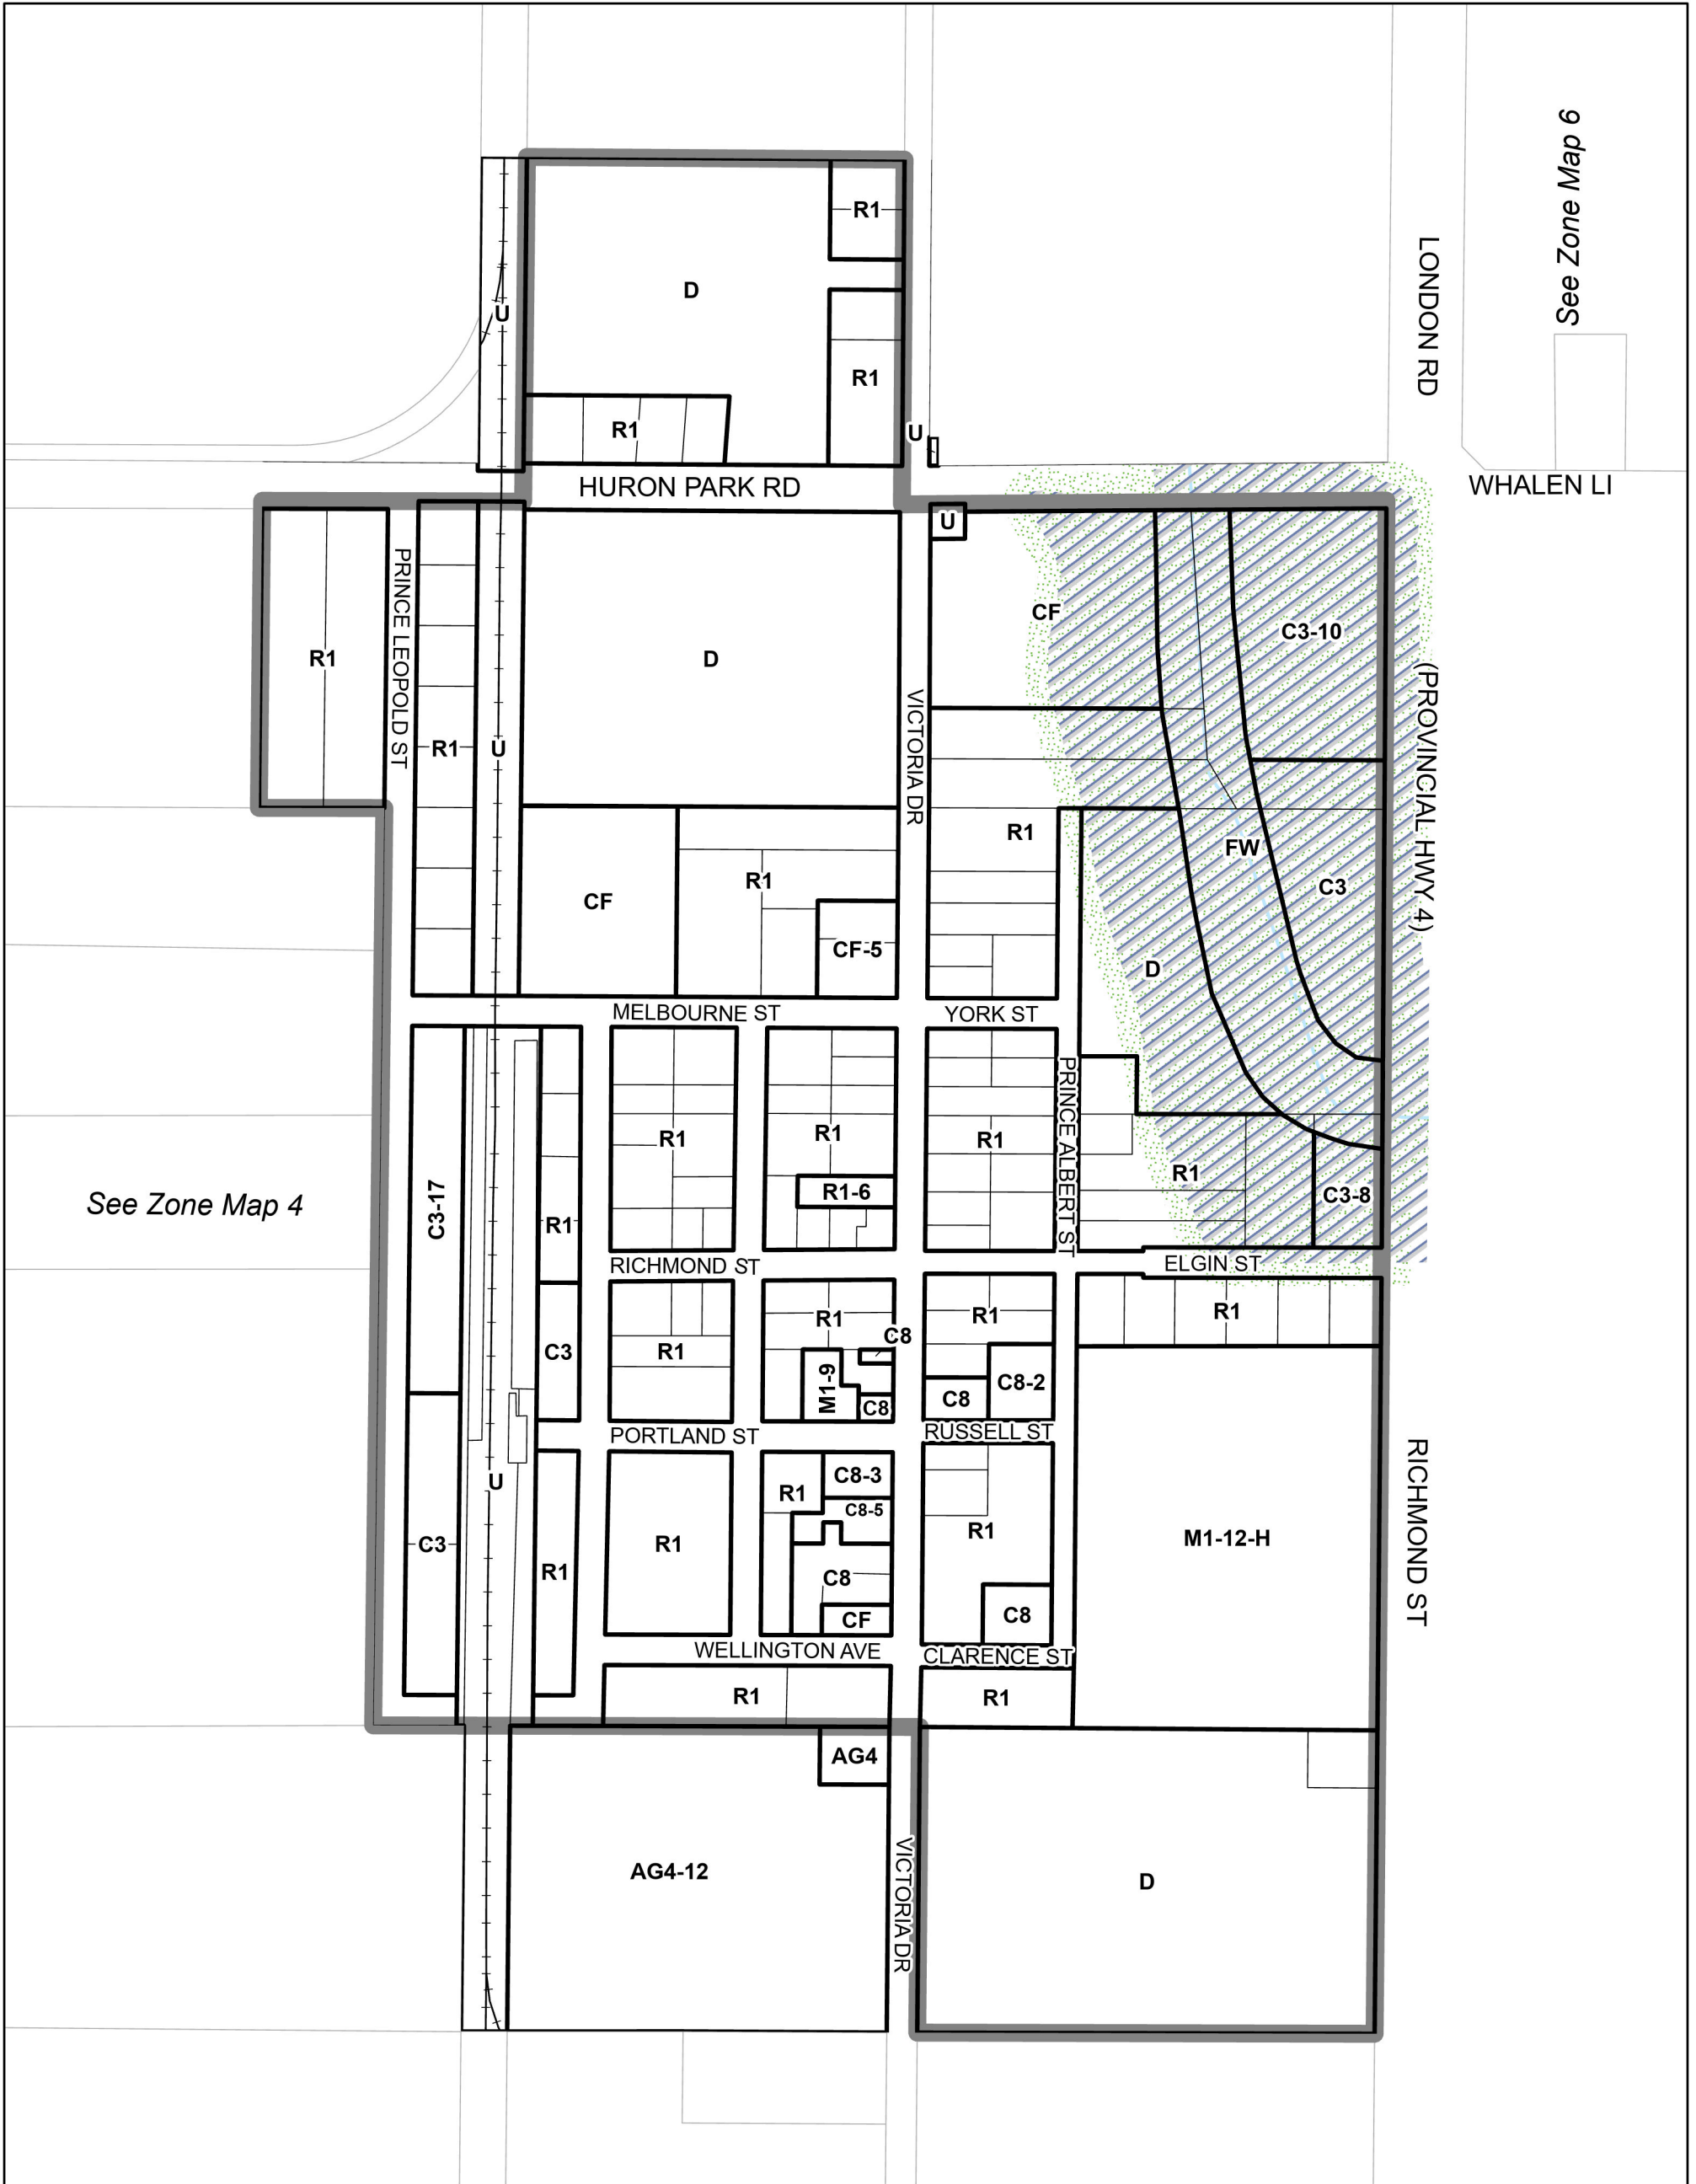 See Zone Map 6
R1
LONDON RD
D
U
R1
R1
U
HURON PARK RD
WHALEN LI
U
PRINCE LEOPOLD ST
CF
C3-10
R1
D
(PROVINCIAL HWY 4)
VICTORIA DR
R1
U
R1
FW
R1
C3
CF
CF-5
D
MELBOURNE ST
YORK ST
PRINCE ALBERT ST
R1
R1
R1
R1
R1-6
C3-8
See Zone Map 4
C3-17
R1
RICHMOND ST
ELGIN ST
R1
R1
R1
C8
R1
C3
C8-2
M1-9
C8
C8
PORTLAND ST
RUSSELL ST
C8-3
U
R1
C8-5
RICHMOND ST
R1
M1-12-H
C3
R1
R1
C8
C8
CF
WELLINGTON AVE
CLARENCE ST
R1
R1
AG4
AG4-12
VICTORIA DR
D